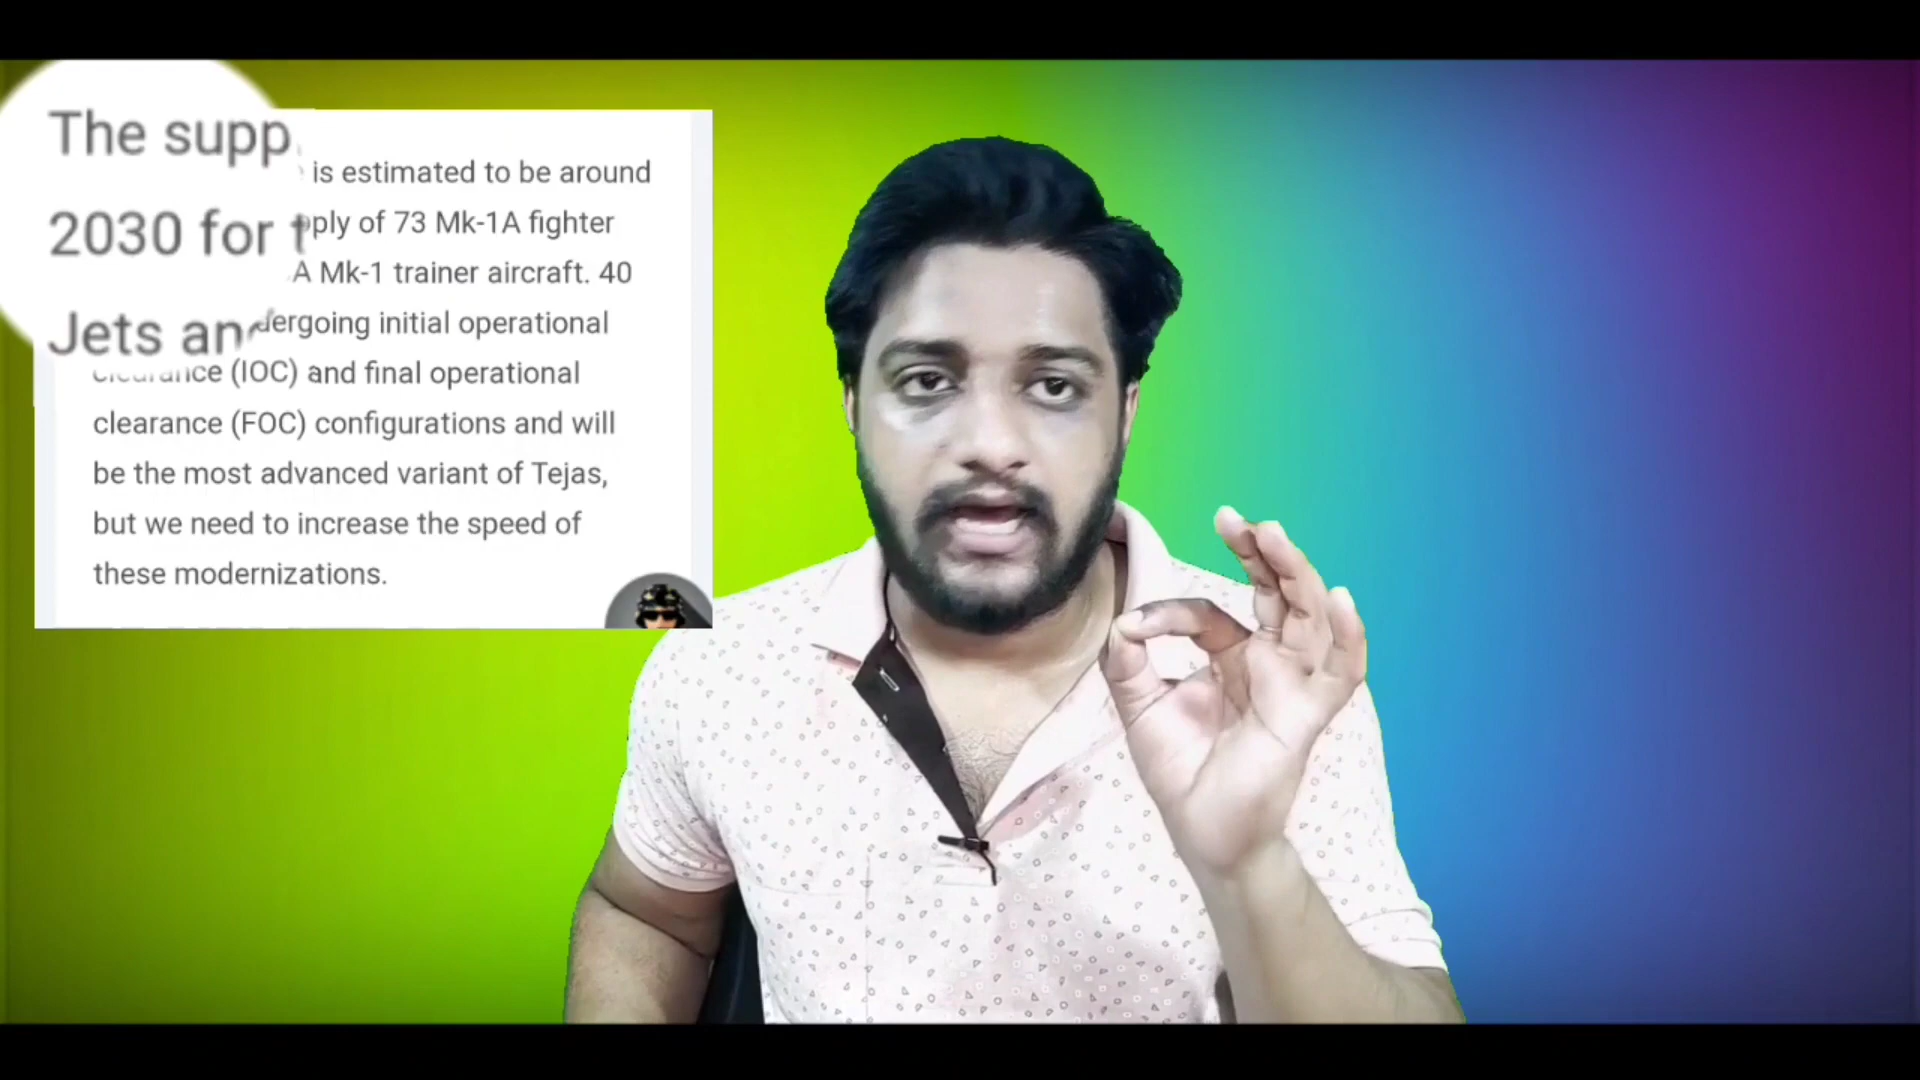 The supp
is estimated to be around
2030 for t
ply of 73 Mk-1A fighter
A Mk-1 trainer aircraft. 40
Jets an
dergoing initial operational
clearance (IOC) and final operational
clearance (FOC) configurations and will
be the most advanced variant of Tejas,
but we need to increase the speed of
these modernizations.